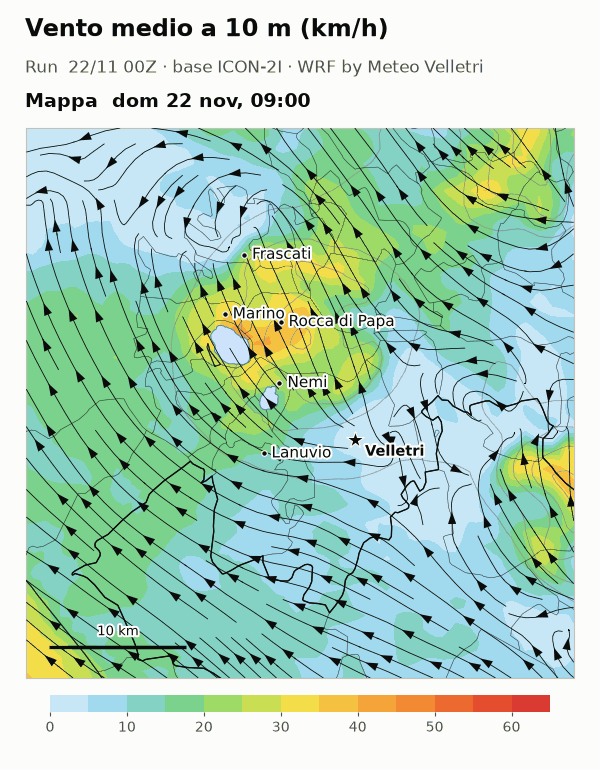 Vento medio a 10 m (km/h)
Run  22/11 00Z · base ICON-2I · WRF by Meteo Velletri
Mappa  dom 22 nov, 09:00
Frascati
Marino
Rocca di Papa
Nemi
Velletri
Lanuvio
10 km
0 10 20 30 40 50 60